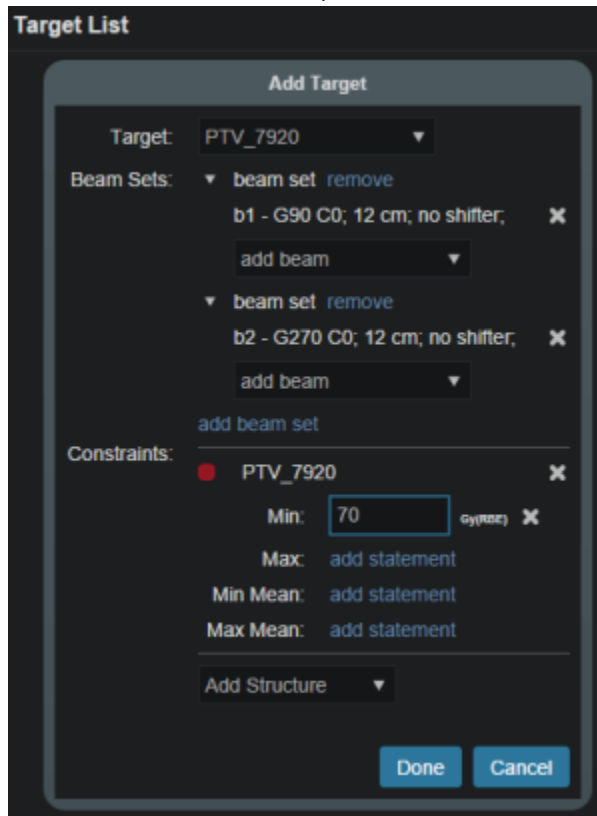 Target List
Add Target
Target: PTV_7920
Beam Sets: beam set remove
b1 - G90 C0; 12 cm; no shifter;
add beam
beam set remove
b2 - G270 C0; 12 cm; no shifter;
add beam
add beam set
Constraints:
PTV_7920
Min: 70 Gy(RBE)
Max: add statement
Min Mean: add statement
Max Mean: add statement
Add Structure
Done Cancel